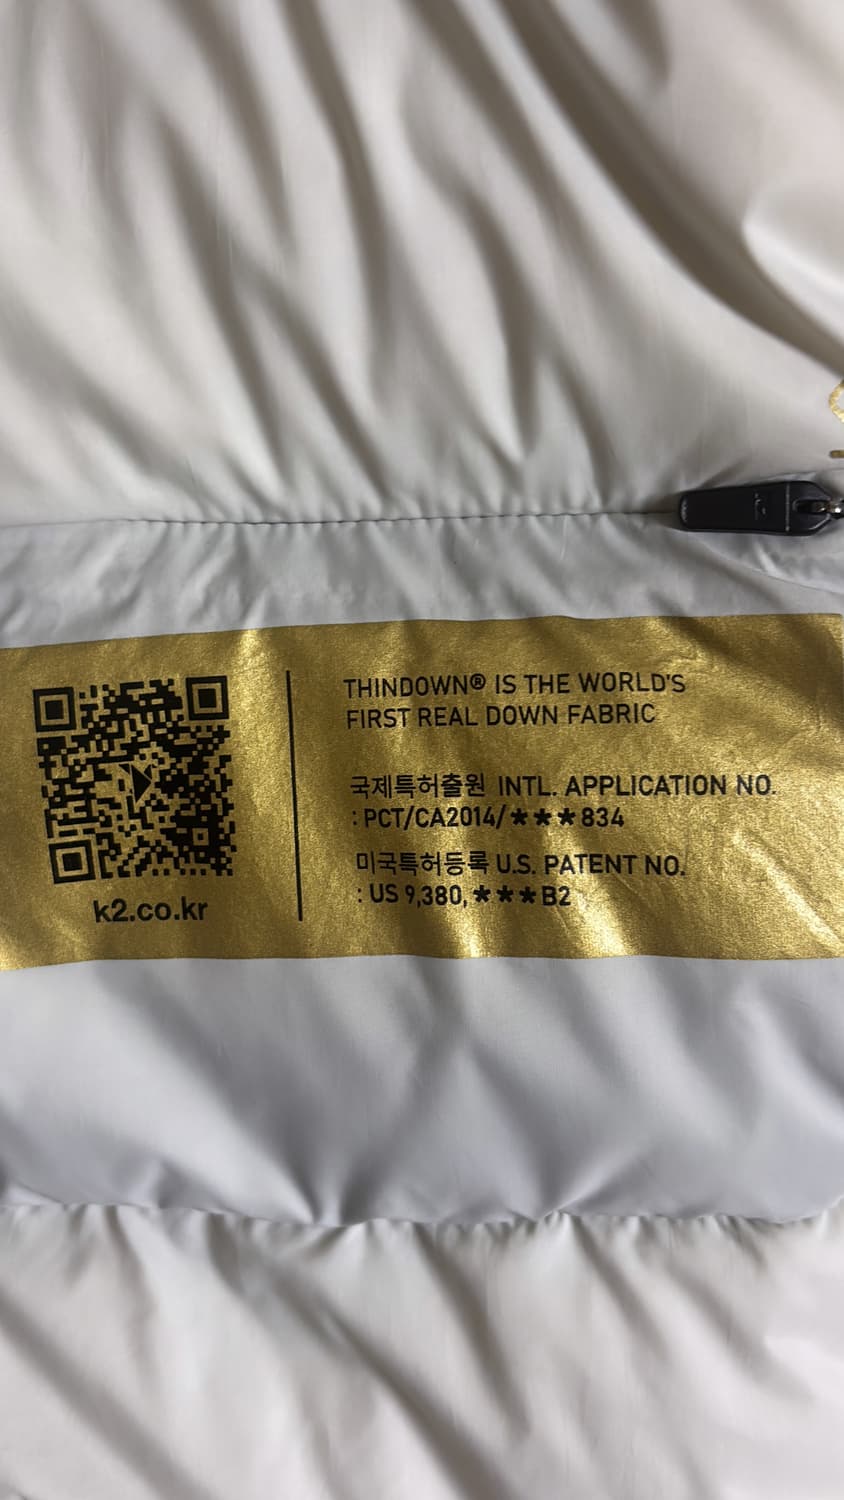 THINDOWN® IS THE WORLD'S
FIRST REAL DOWN FABRIC
국제특허출원 INTL. APPLICATION NO.
: PCT/CA2014/★★★834
미국특허등록 U.S. PATENT NO.
: US 9,380,★★★B2
k2.co.kr